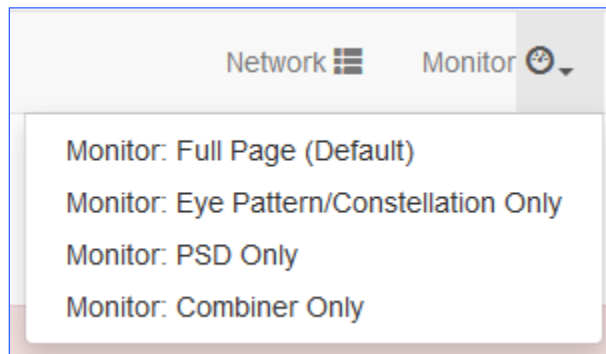 Network Monitor
Monitor: Full Page (Default)
Monitor: Eye Pattern/Constellation Only
Monitor: PSD Only
Monitor: Combiner Only